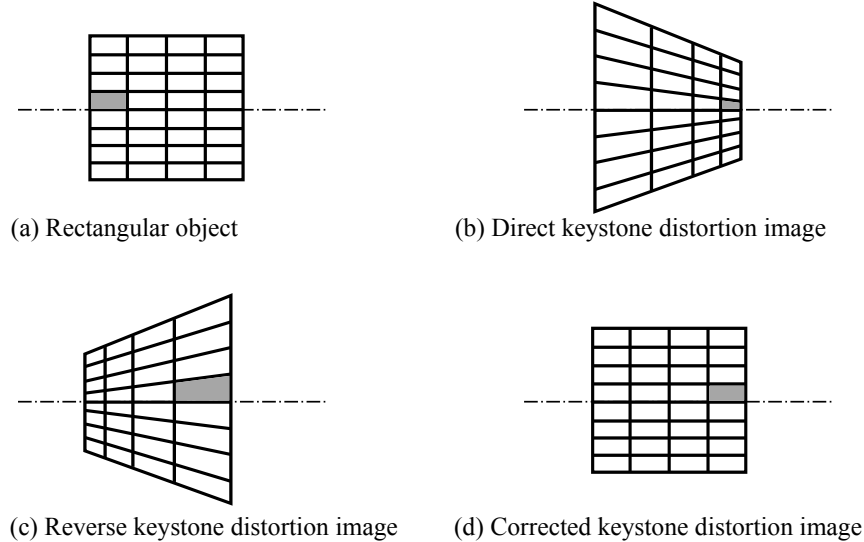 (a) Rectangular object
(b) Direct keystone distortion image
(c) Reverse keystone distortion image
(d) Corrected keystone distortion image